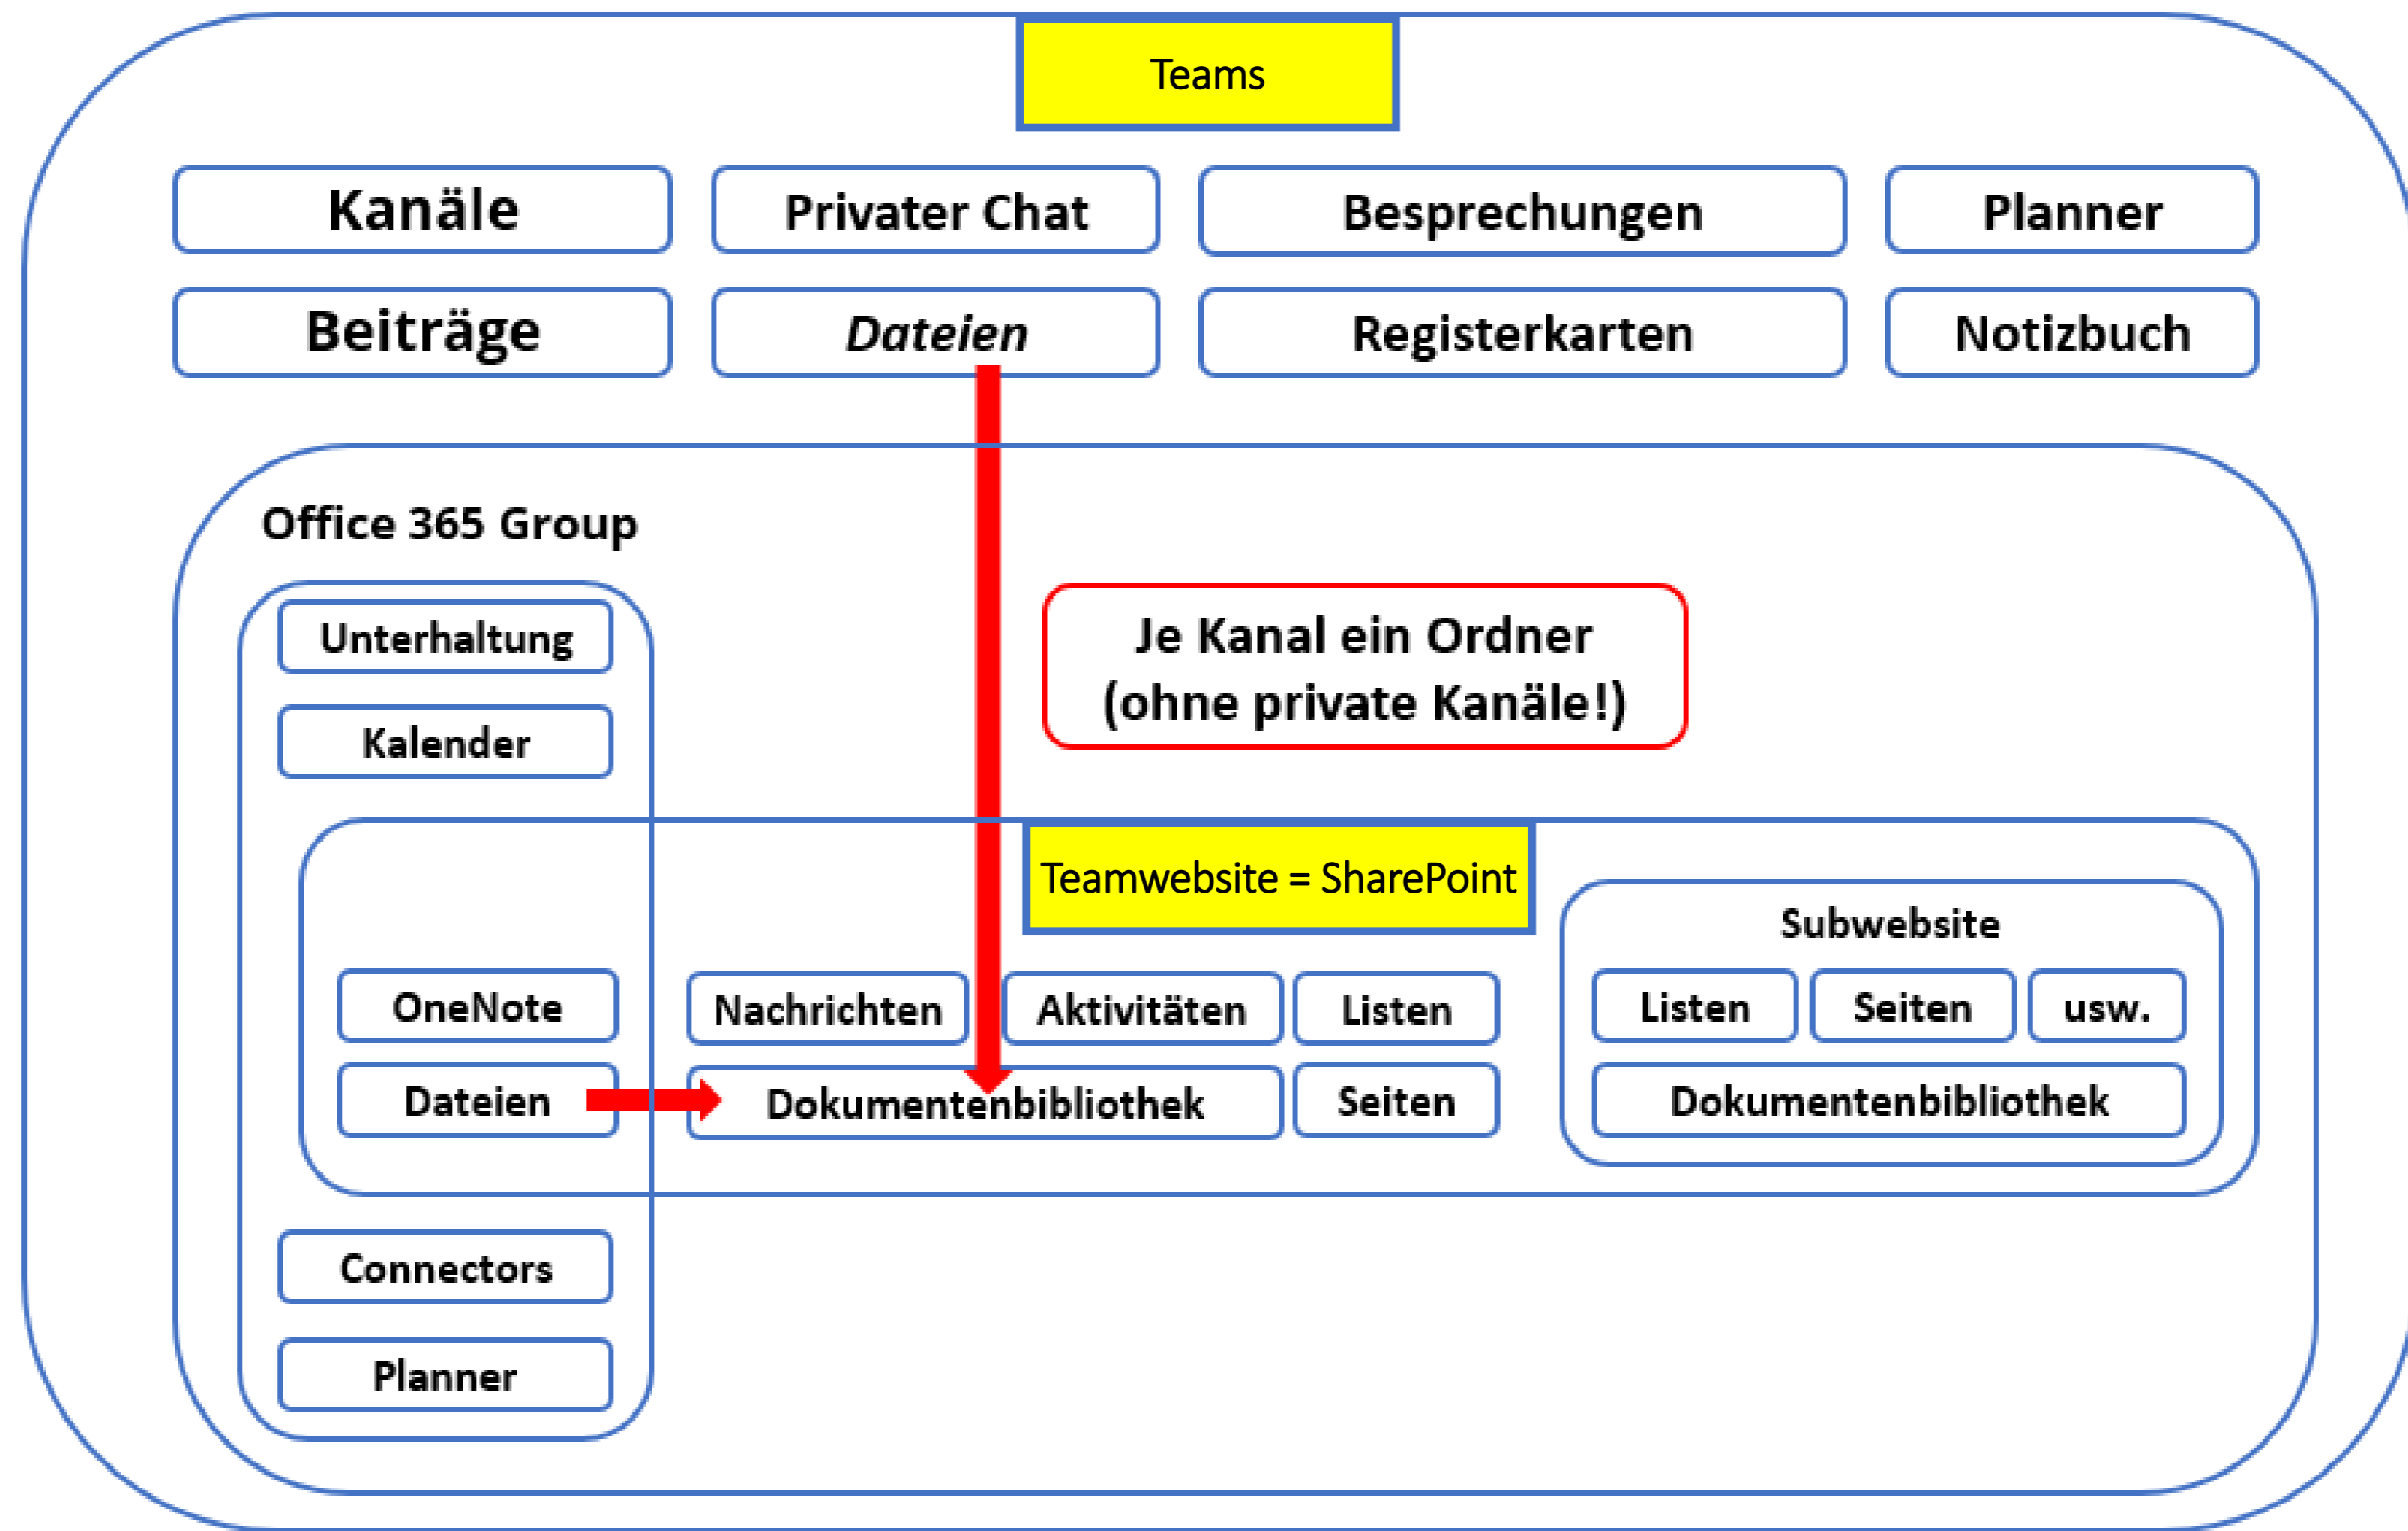 Teams
Kanäle
Privater Chat
Besprechungen
Planner
Beiträge
Dateien
Registerkarten
Notizbuch
Office 365 Group
Unterhaltung
Kalender
Je Kanal ein Ordner
(ohne private Kanäle!)
Teamwebsite = SharePoint
Subwebsite
OneNote
Nachrichten
Aktivitäten
Listen
Listen
Seiten
usw.
Dateien
Dokumentenbibliothek
Seiten
Dokumentenbibliothek
Connectors
Planner